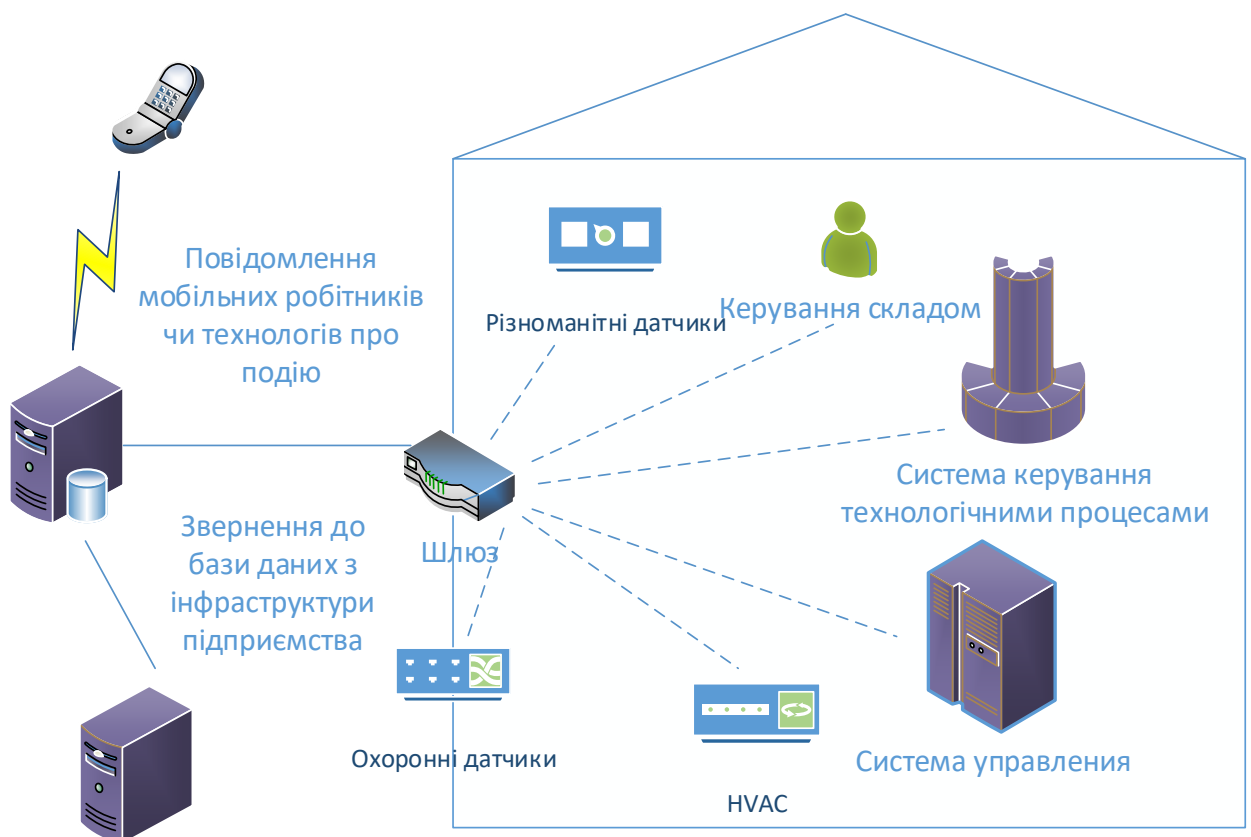 Повідомлення
мобільних робітників
чи технологів про
подію
Різноманітні датчики
Керування складом
Система керування
технологічними процесами
Шлюз
Звернення до
бази даних з
інфраструктури
підприємства
Охоронні датчики
HVAC
Система управления